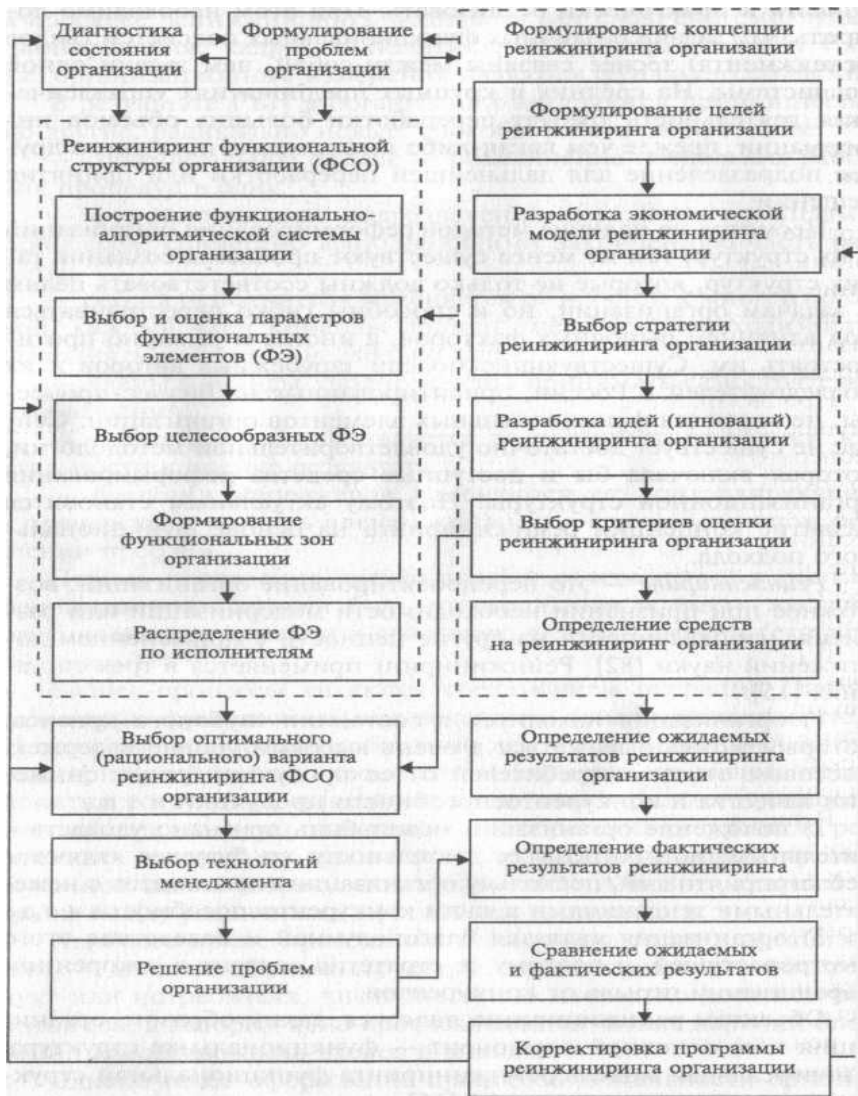 Диагностика
состояния
организации
Формулирование
проблем
организации
Реинжиниринг функциональной
структуры организации (ФСО)
Построение функционально-
алгоритмической системы
организации
Выбор и оценка параметров
функциональных
элементов (ФЭ)
Выбор целесообразных ФЭ
Формирование
функциональных зон
организации
Распределение ФЭ
по исполнителям
Выбор оптимального
(рационального) варианта
реинжиниринга ФСО
организации
Выбор технологий
менеджмента
Решение проблем
организации
Формулирование концепции
реинжиниринга организации
Формулирование целей
реинжиниринга организации
Разработка экономической
модели реинжиниринга
организации
Выбор стратегии
реинжиниринга организации
Разработка идей (инноваций)
реинжиниринга организации
Выбор критериев оценки
реинжиниринга организации
Определение средств
на реинжиниринг организации
Определение ожидаемых
результатов реинжиниринга
организации
Определение фактических
результатов реинжиниринга
Сравнение ожидаемых
и фактических результатов
Корректировка программы
реинжиниринга организации